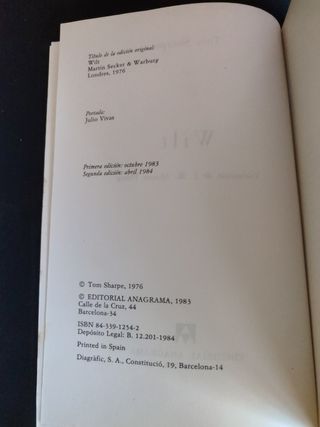 Título de la edición original:
Wilt
Martin Secker & Warburg
Londres, 1976
Portada:
Julio Vivas
Primera edición: octubre 1983
Segunda edición: abril 1984
© Tom Sharpe, 1976
© EDITORIAL ANAGRAMA, 1983
Calle de la Cruz, 44
Barcelona-34
ISBN 84-339-1254-2
Depósito Legal: B. 12.201-1984
Printed in Spain
Diagràfic, S. A., Constitució, 19, Barcelona-14